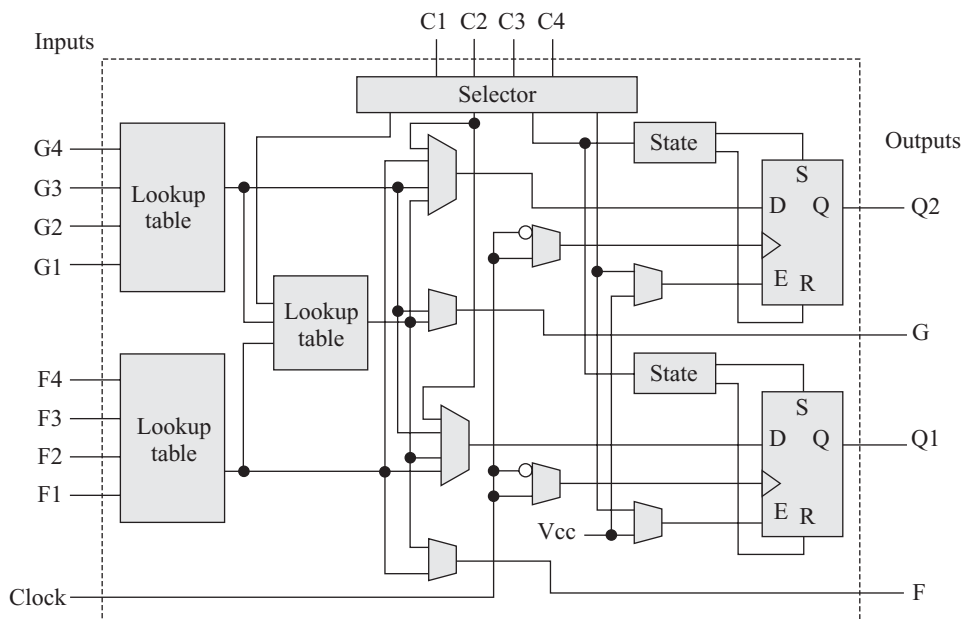 C1 C2 C3 C4
Inputs
Selector
Outputs
State
G4
G3
G2
G1
Lookup
table
S
D Q
E R
Q2
Lookup
table
G
F4
F3
F2
F1
Lookup
table
State
S
D Q
E R
Q1
Vcc
Clock
F